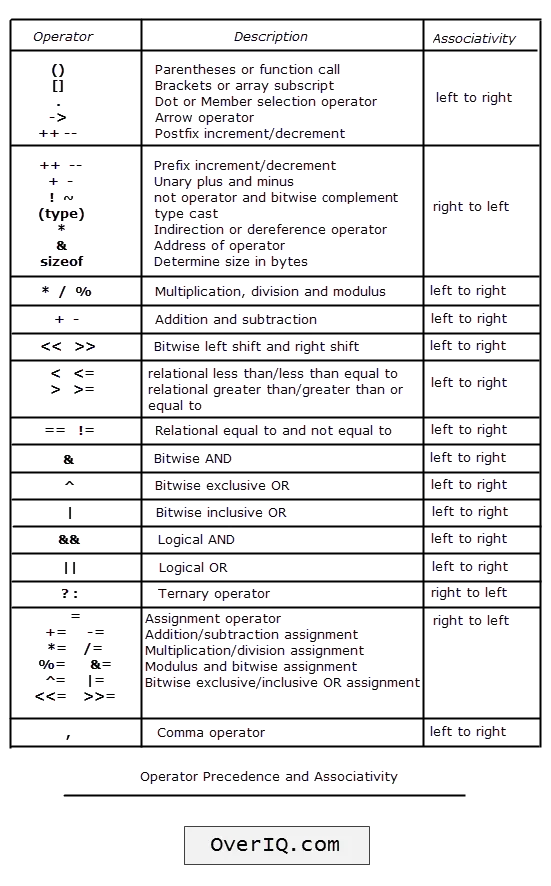 Operator Description Associativity
() Parentheses or function call
[] Brackets or array subscript
. Dot or Member selection operator left to right
-> Arrow operator
++ -- Postfix increment/decrement
++ -- Prefix increment/decrement
+ - Unary plus and minus
! ~ not operator and bitwise complement
(type) type cast right to left
* Indirection or dereference operator
& Address of operator
sizeof Determine size in bytes
* / % Multiplication, division and modulus left to right
+ - Addition and subtraction left to right
<< >> Bitwise left shift and right shift left to right
< <= relational less than/less than equal to left to right
> >= relational greater than/greater than or
equal to
== != Relational equal to and not equal to left to right
& Bitwise AND left to right
^ Bitwise exclusive OR left to right
| Bitwise inclusive OR left to right
&& Logical AND left to right
|| Logical OR left to right
? : Ternary operator right to left
= Assignment operator right to left
+= -= Addition/subtraction assignment
*= /= Multiplication/division assignment
%= &= Modulus and bitwise assignment
^= |= Bitwise exclusive/inclusive OR assignment
<<= >>=
, Comma operator left to right
Operator Precedence and Associativity
OverIQ.com